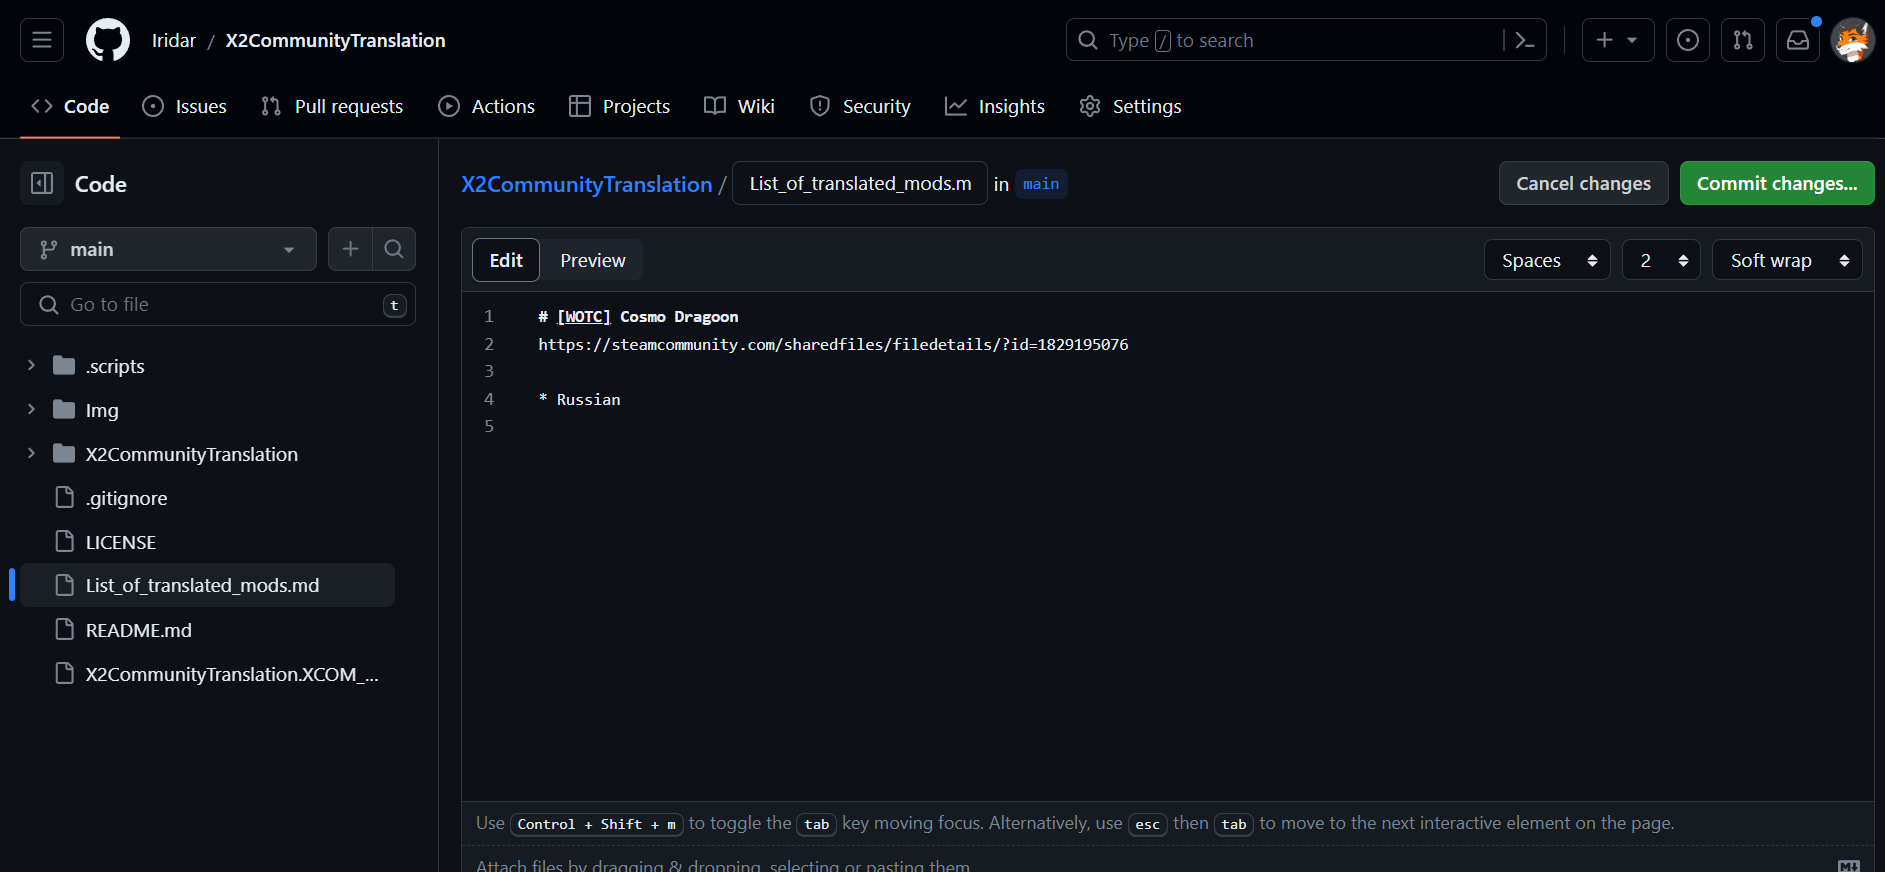 Iridar / X2CommunityTranslation
Type / to search
Code Issues Pull requests Actions Projects Wiki Security Insights Settings
Code
main
Go to file t
.scripts
Img
X2CommunityTranslation
.gitignore
LICENSE
List_of_translated_mods.md
README.md
X2CommunityTranslation.XCOM_...
X2CommunityTranslation / List_of_translated_mods.m in main
Cancel changes Commit changes...
Edit Preview
Spaces 2 Soft wrap
1 # [WOTC] Cosmo Dragoon
2 https://steamcommunity.com/sharedfiles/filedetails/?id=1829195076
3
4 * Russian
5
Use Control + Shift + m to toggle the tab key moving focus. Alternatively, use esc then tab to move to the next interactive element on the page.
Attach files by dragging & dropping, selecting or pasting them.